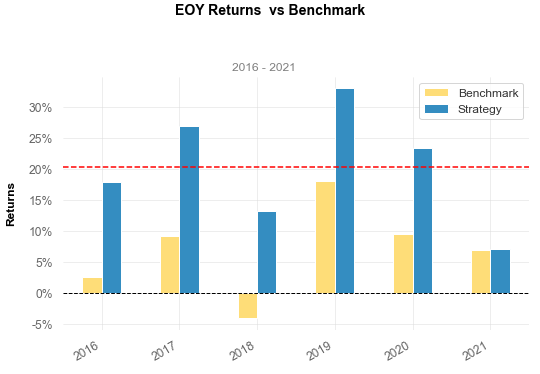 EOY Returns  vs Benchmark
2016 - 2021
Benchmark
Strategy
Returns
30%
25%
20%
15%
10%
5%
0%
-5%
2016
2017
2018
2019
2020
2021